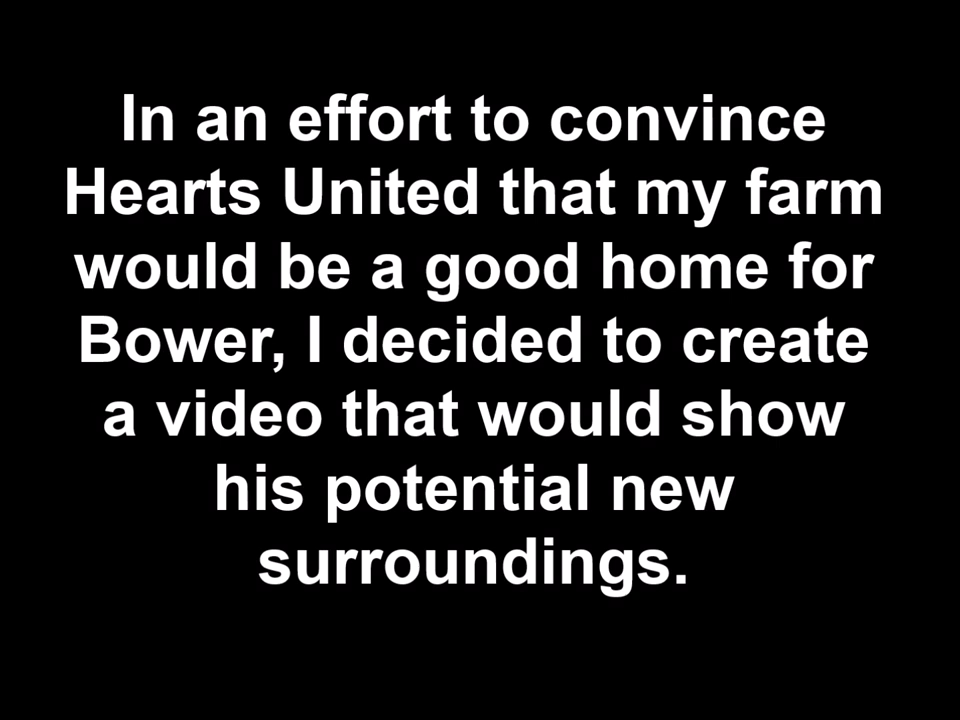 In an effort to convince
Hearts United that my farm
would be a good home for
Bower, I decided to create
a video that would show
his potential new
surroundings.